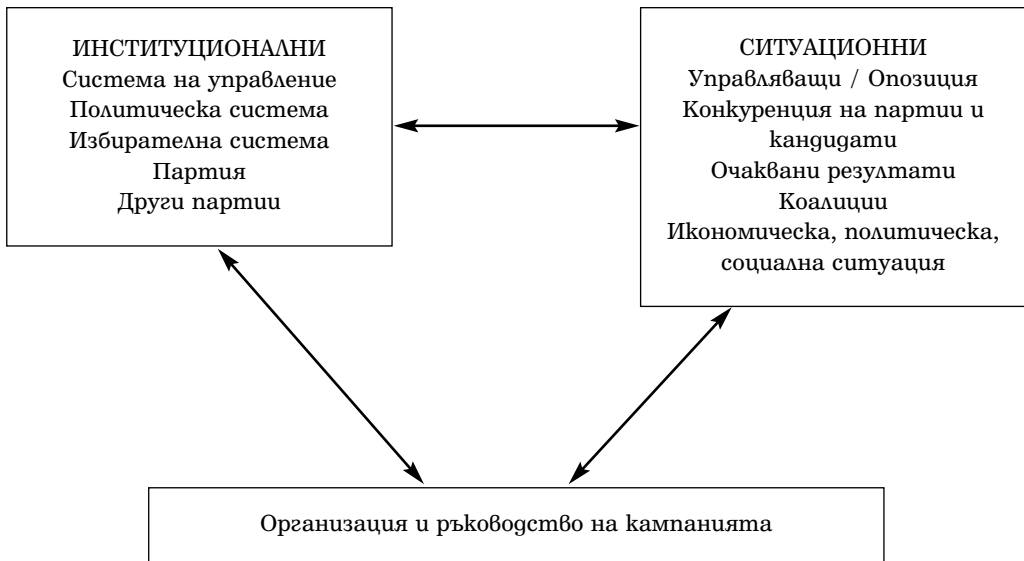 ИНСТИТУЦИОНАЛНИ
Система на управление
Политическа система
Избирателна система
Партия
Други партии
СИТУАЦИОННИ
Управляващи / Опозиция
Конкуренция на партии и
кандидати
Очаквани резултати
Коалиции
Икономическа, политическа,
социална ситуация
Организация и ръководство на кампанията